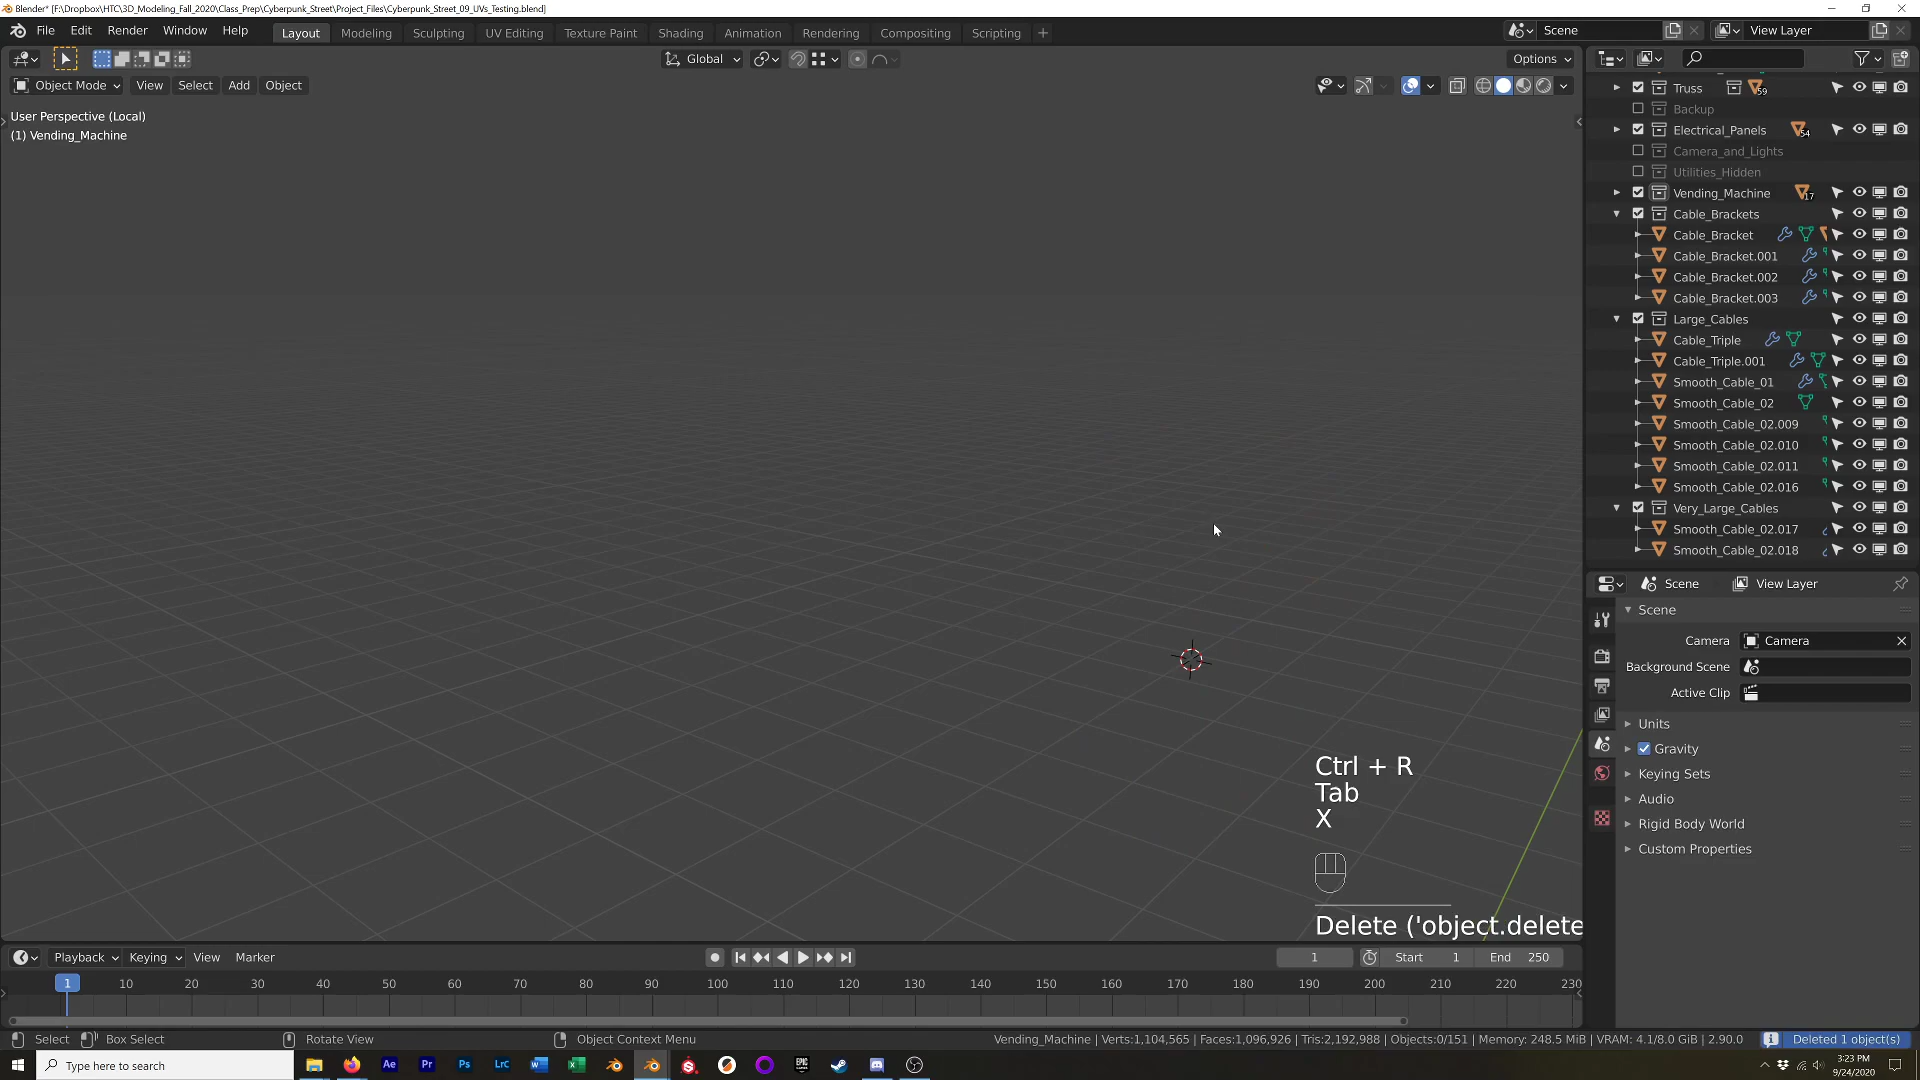 Blender* [F:\Dropbox\HTC\3D_Modeling_Fall_2020\Class_Prep\Cyberpunk_Street\Project_Files\Cyberpunk_Street_09_UVs_Testing.blend]
File Edit Render Window Help Layout Modeling Sculpting UV Editing Texture Paint Shading Animation Rendering Compositing Scripting + Scene View Layer
Global Options
Object Mode View Select Add Object
User Perspective (Local)
(1) Vending_Machine
Truss 59
Backup
Electrical_Panels 54
Camera_and_Lights
Utilities_Hidden
Vending_Machine 17
Cable_Brackets
Cable_Bracket
Cable_Bracket.001
Cable_Bracket.002
Cable_Bracket.003
Large_Cables
Cable_Triple
Cable_Triple.001
Smooth_Cable_01
Smooth_Cable_02
Smooth_Cable_02.009
Smooth_Cable_02.010
Smooth_Cable_02.011
Smooth_Cable_02.016
Very_Large_Cables
Smooth_Cable_02.017
Smooth_Cable_02.018
Scene View Layer
Scene
Camera Camera
Background Scene
Active Clip
Units
Gravity
Keying Sets
Audio
Rigid Body World
Custom Properties
Ctrl + R
Tab
X
Delete ('object.delete
Playback Keying View Marker 1 Start 1 End 250
1 10 20 30 40 50 60 70 80 90 100 110 120 130 140 150 160 170 180 190 200 210 220 230
Select Box Select Rotate View Object Context Menu Vending_Machine | Verts:1,104,565 | Faces:1,096,926 | Tris:2,192,988 | Objects:0/151 | Memory: 248.5 MiB | VRAM: 4.1/8.0 GiB | 2.90.0 Deleted 1 object(s)
Type here to search Ae Pr Ps Lrc 3:23 PM
9/24/2020